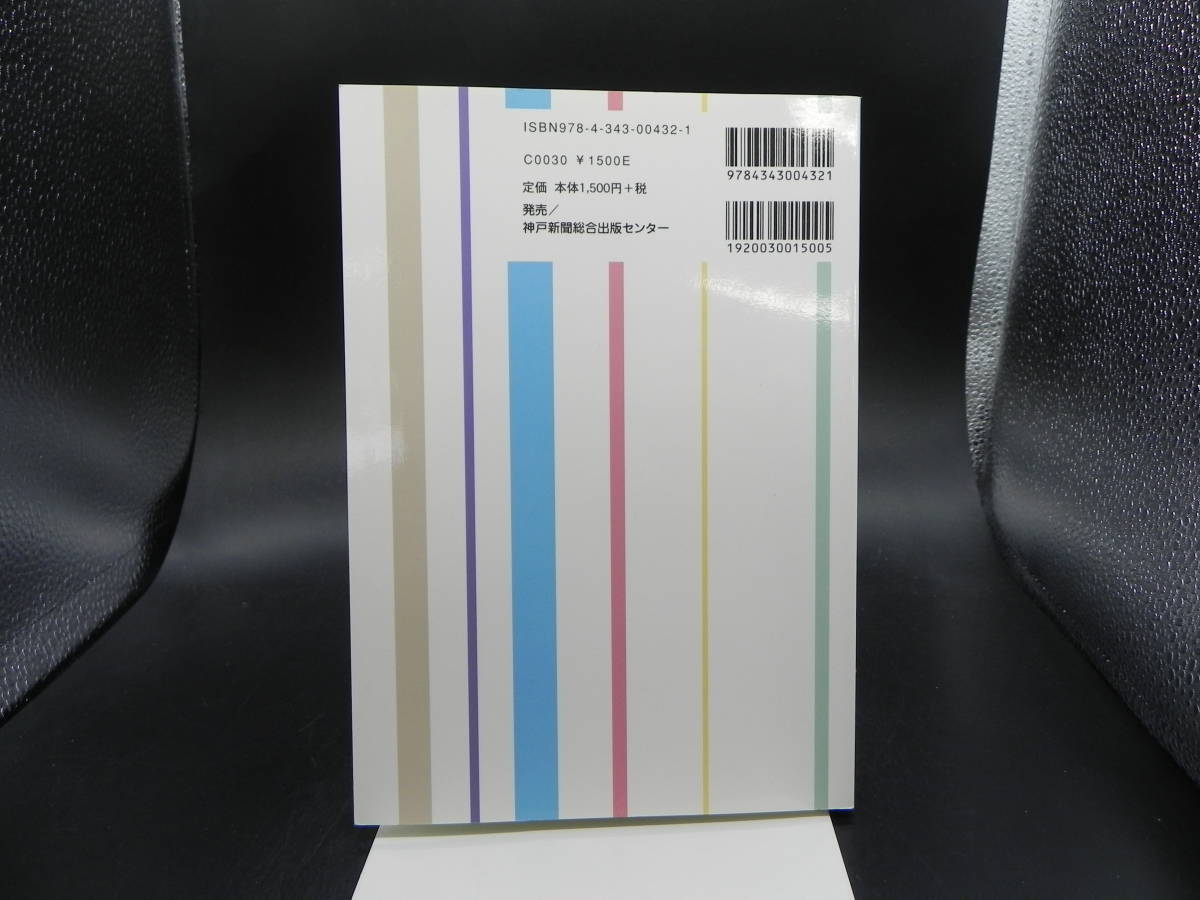 ISBN978-4-343-00432-1
C0030 ¥1500E
定価 本体1,500円+税
発売/
神戸新聞総合出版センター
9784343004321
1920030015005